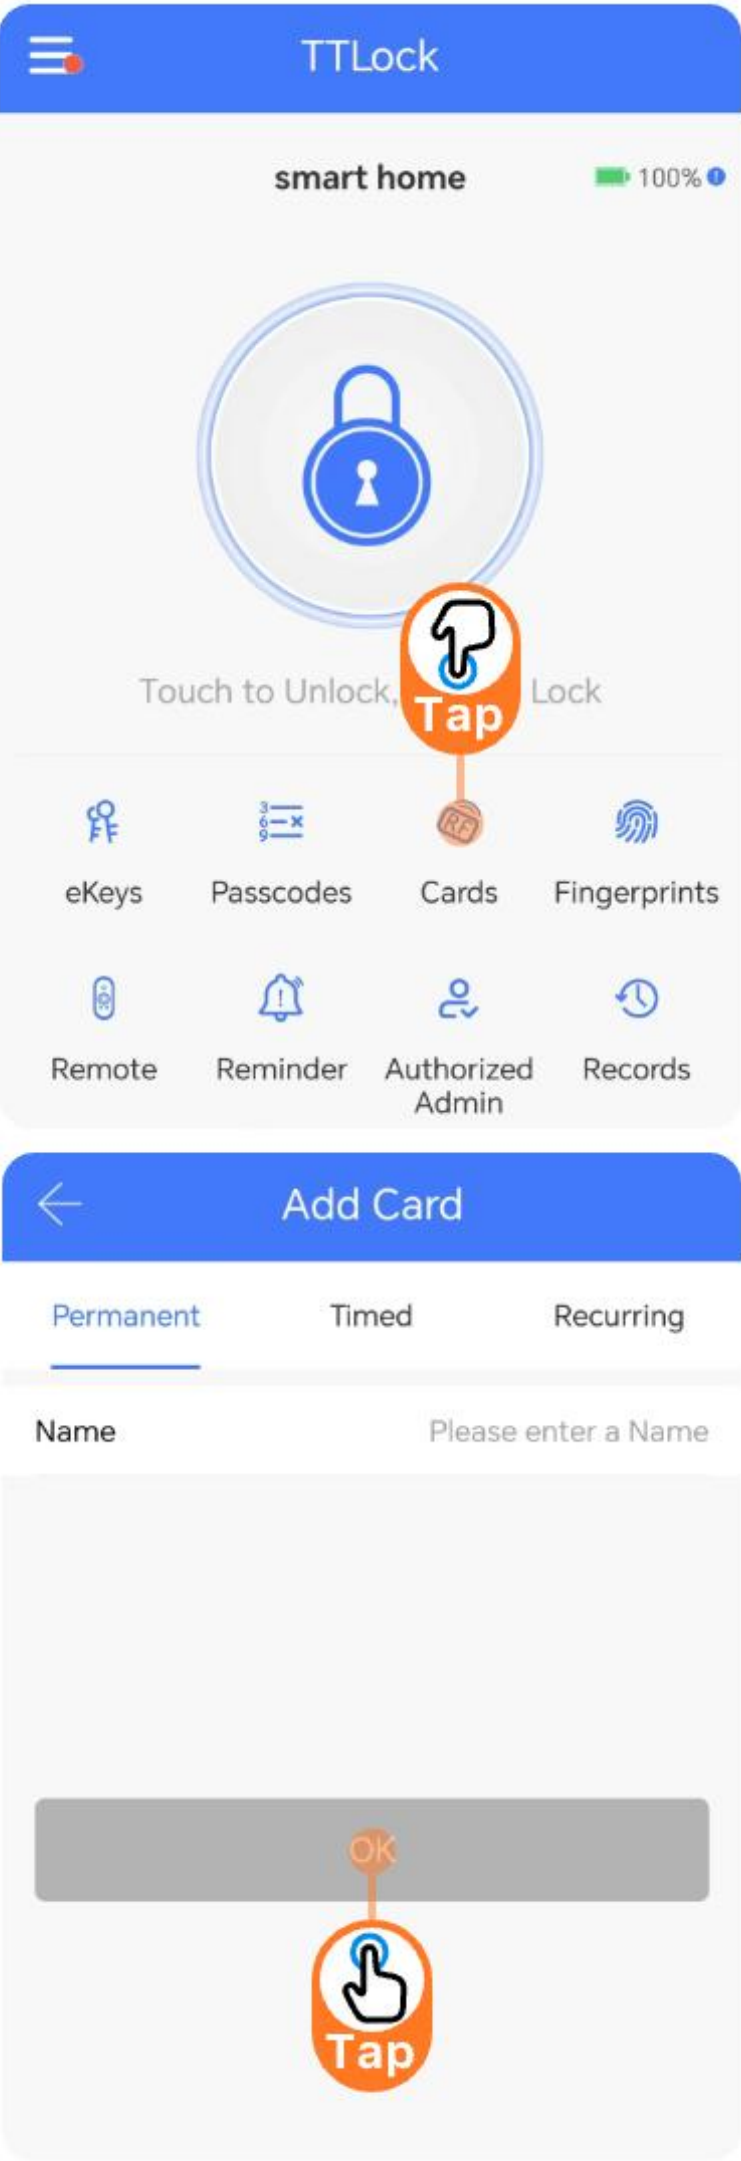 TTLock
smart home
100%
Touch to Unlock, Lock
Tap
RF
eKeys Passcodes Cards Fingerprints
Remote Reminder Authorized Admin Records
Add Card
Permanent Timed Recurring
Name Please enter a Name
OK
Tap